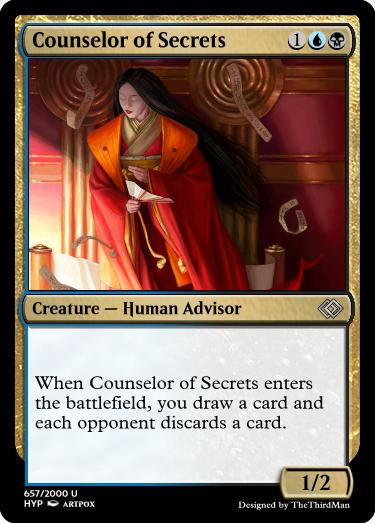 Counselor of Secrets 1
Creature — Human Advisor
When Counselor of Secrets enters
the battlefield, you draw a card and
each opponent discards a card.
1/2
657/2000 U
HYP ARTPOX
Designed by TheThirdMan